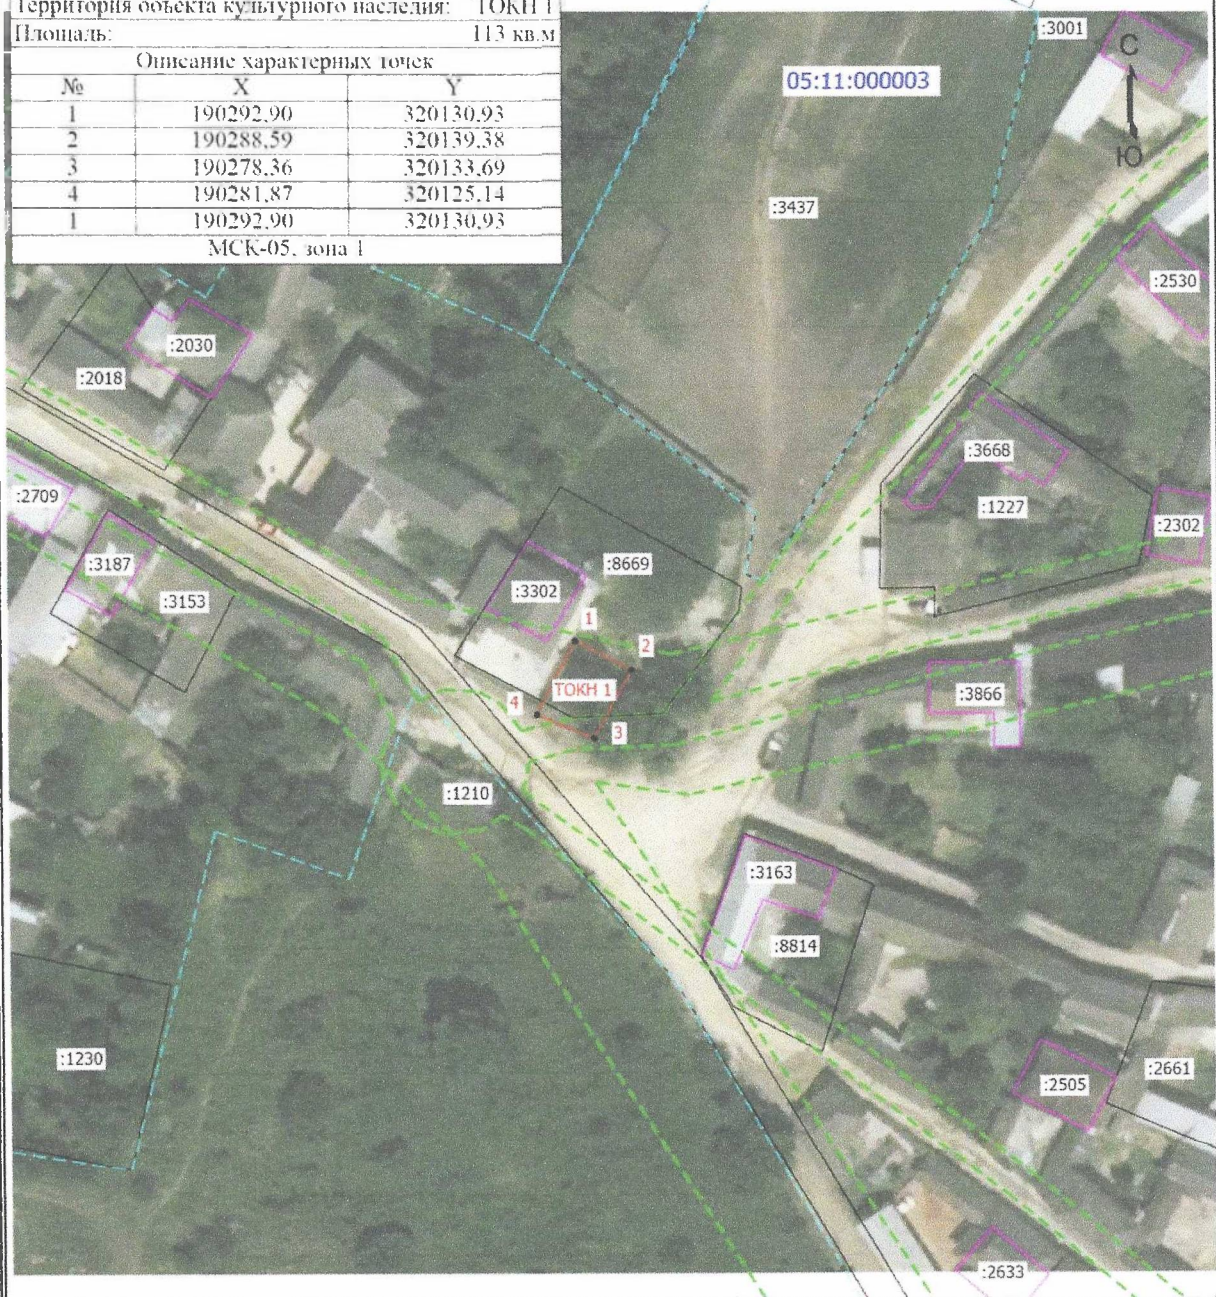 Территория объекта культурного наследия: ТОКН 1
Площадь: 113 кв.м
Описание характерных точек
№ X Y
1 190292,90 320130,93
2 190288,59 320139,38
3 190278,36 320133,69
4 190281,87 320125,14
1 190292,90 320130,93
МСК-05, зона 1
:3001
С
05:11:000003
Ю
:3437
:2530
:2030
:2018
:3668
:2709
:1227
:2302
:3187
:8669
:3302
:3153
1
2
ТОКН 1
:3866
4
3
:1210
:3163
:8814
:1230
:2661
:2505
:2633